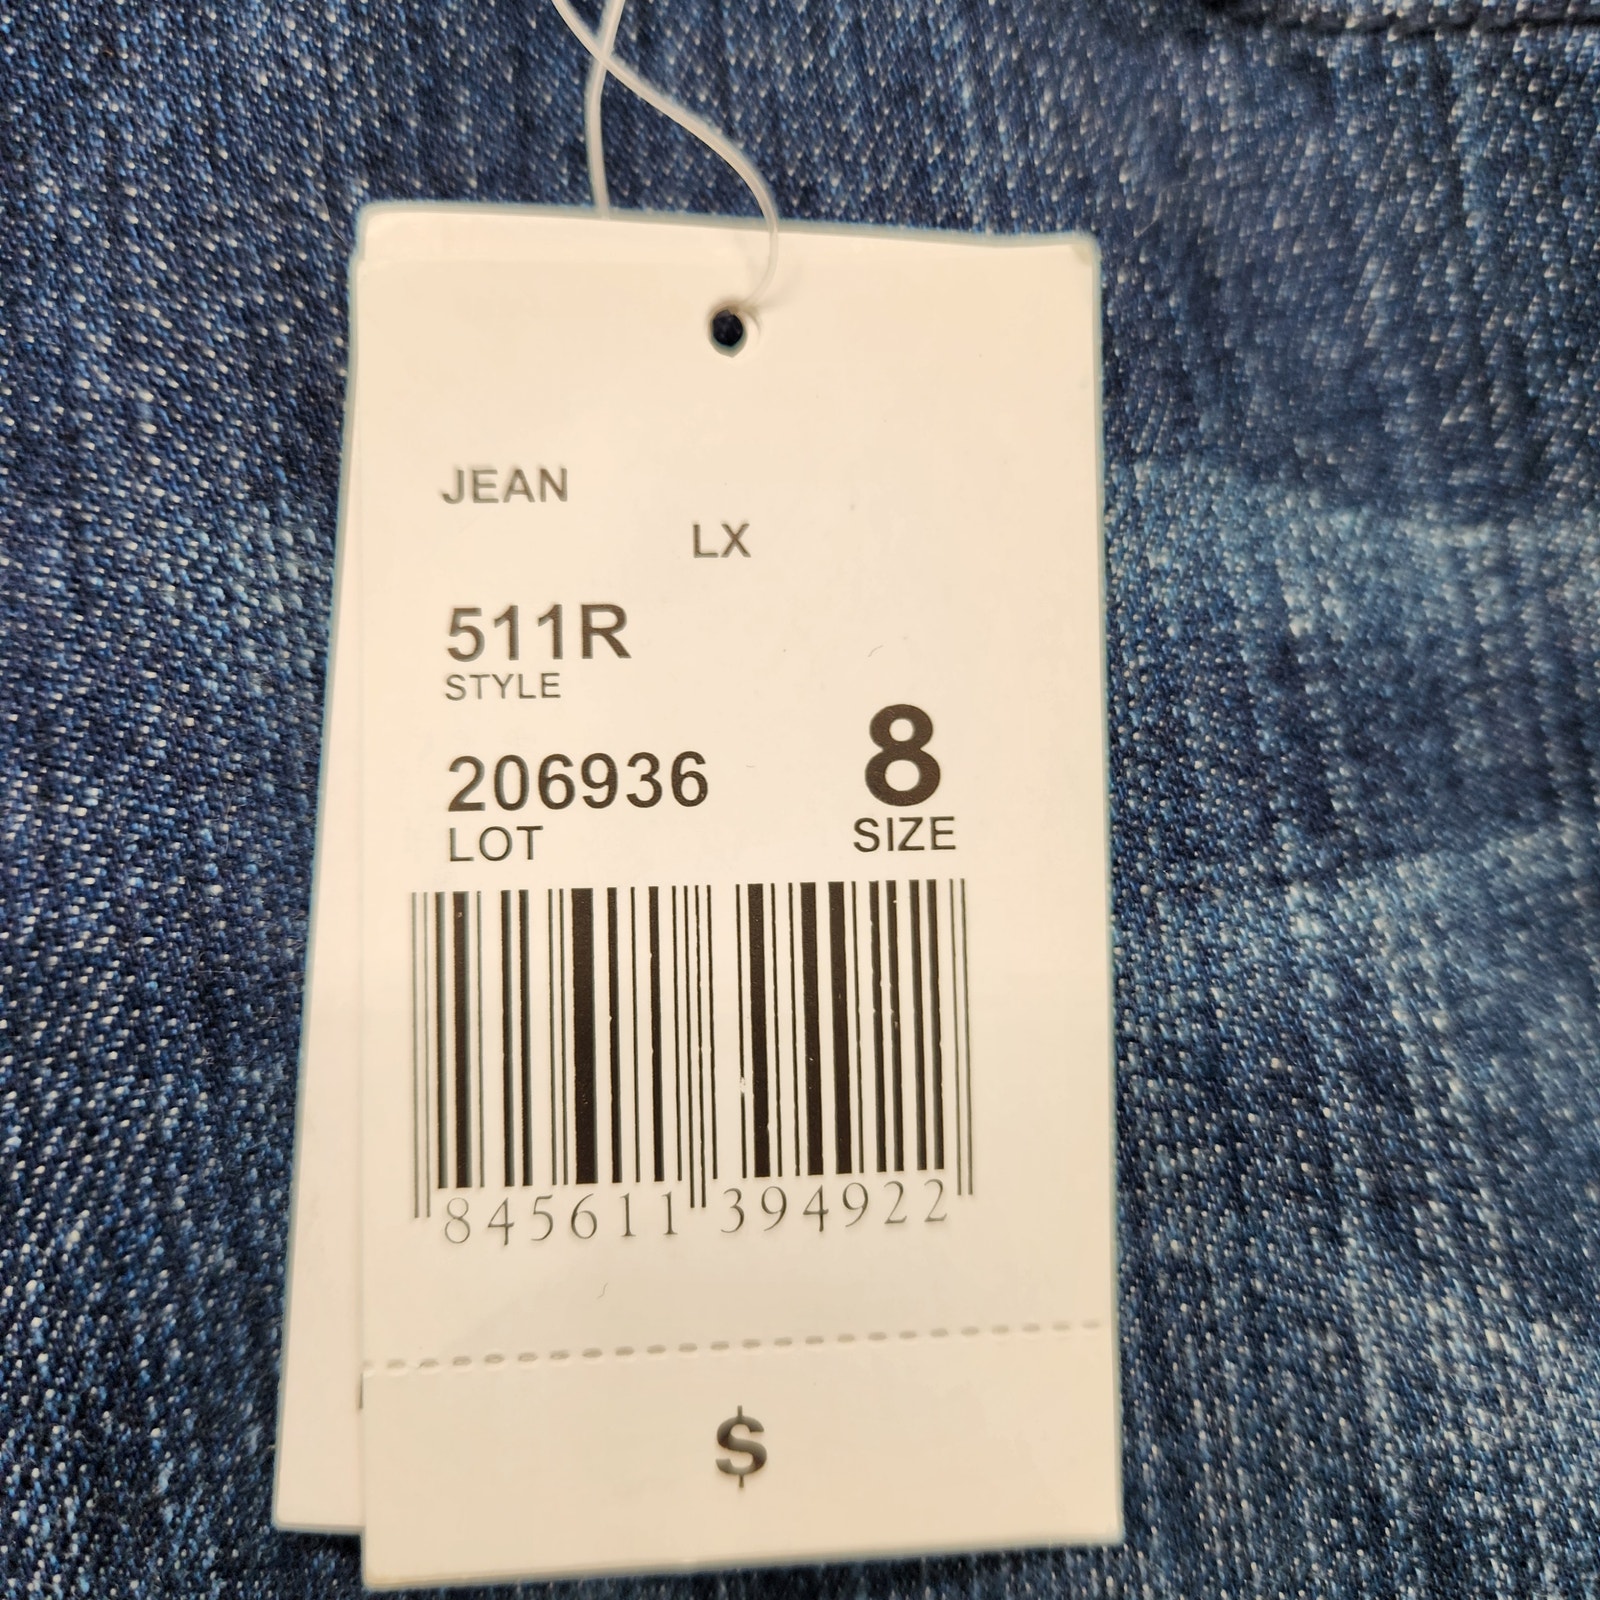 JEAN
LX
511R
STYLE
206936
LOT
8
SIZE
845611 394922
$